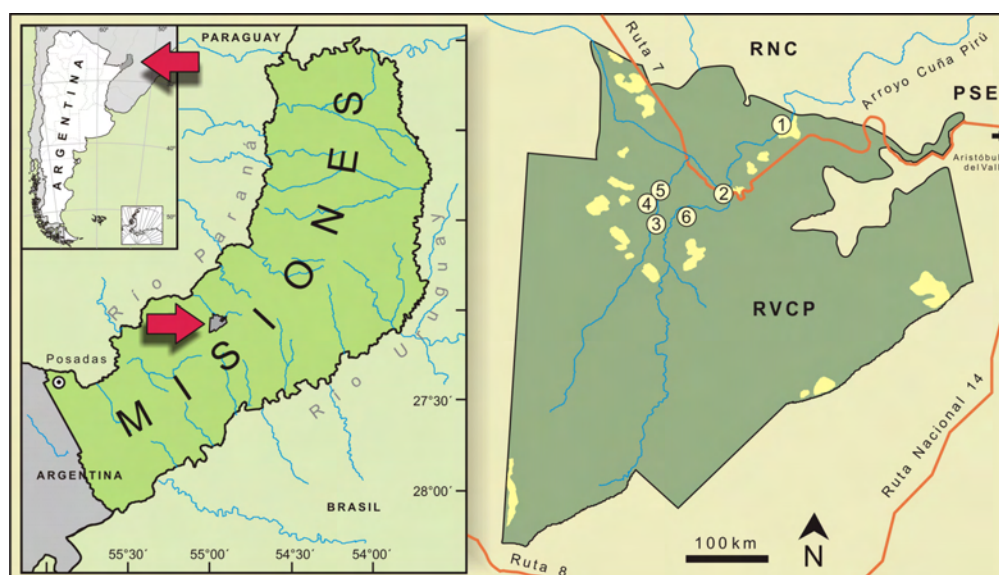 ARGENTINA
PARAGUAY
MISIONES
Río Paraná
Río Uruguay
Posadas
ARGENTINA
BRASIL
27°30'
28°00'
55°30'
55°00'
54°30'
54°00'
Ruta 7
RNC
Arroyo Cuña Pirú
PSE
Aristóbul
del Vall
1
2
3
4
5
6
RVCP
Ruta Nacional 14
Ruta 8
100 km
N